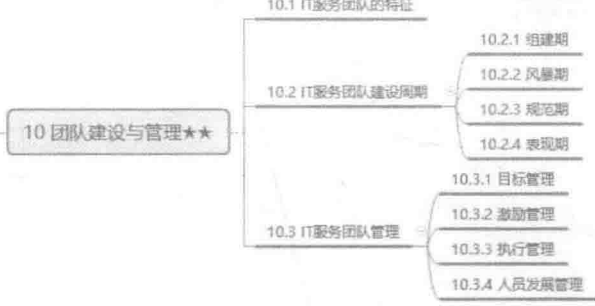 10.1 IT服务团队的特征
10.2.1 组建期
10.2.2 风暴期
10.2 IT服务团队建设周期
10.2.3 规范期
10 团队建设与管理★★
10.2.4 表现期
10.3.1 目标管理
10.3.2 激励管理
10.3 IT服务团队管理
10.3.3 执行管理
10.3.4 人员发展管理